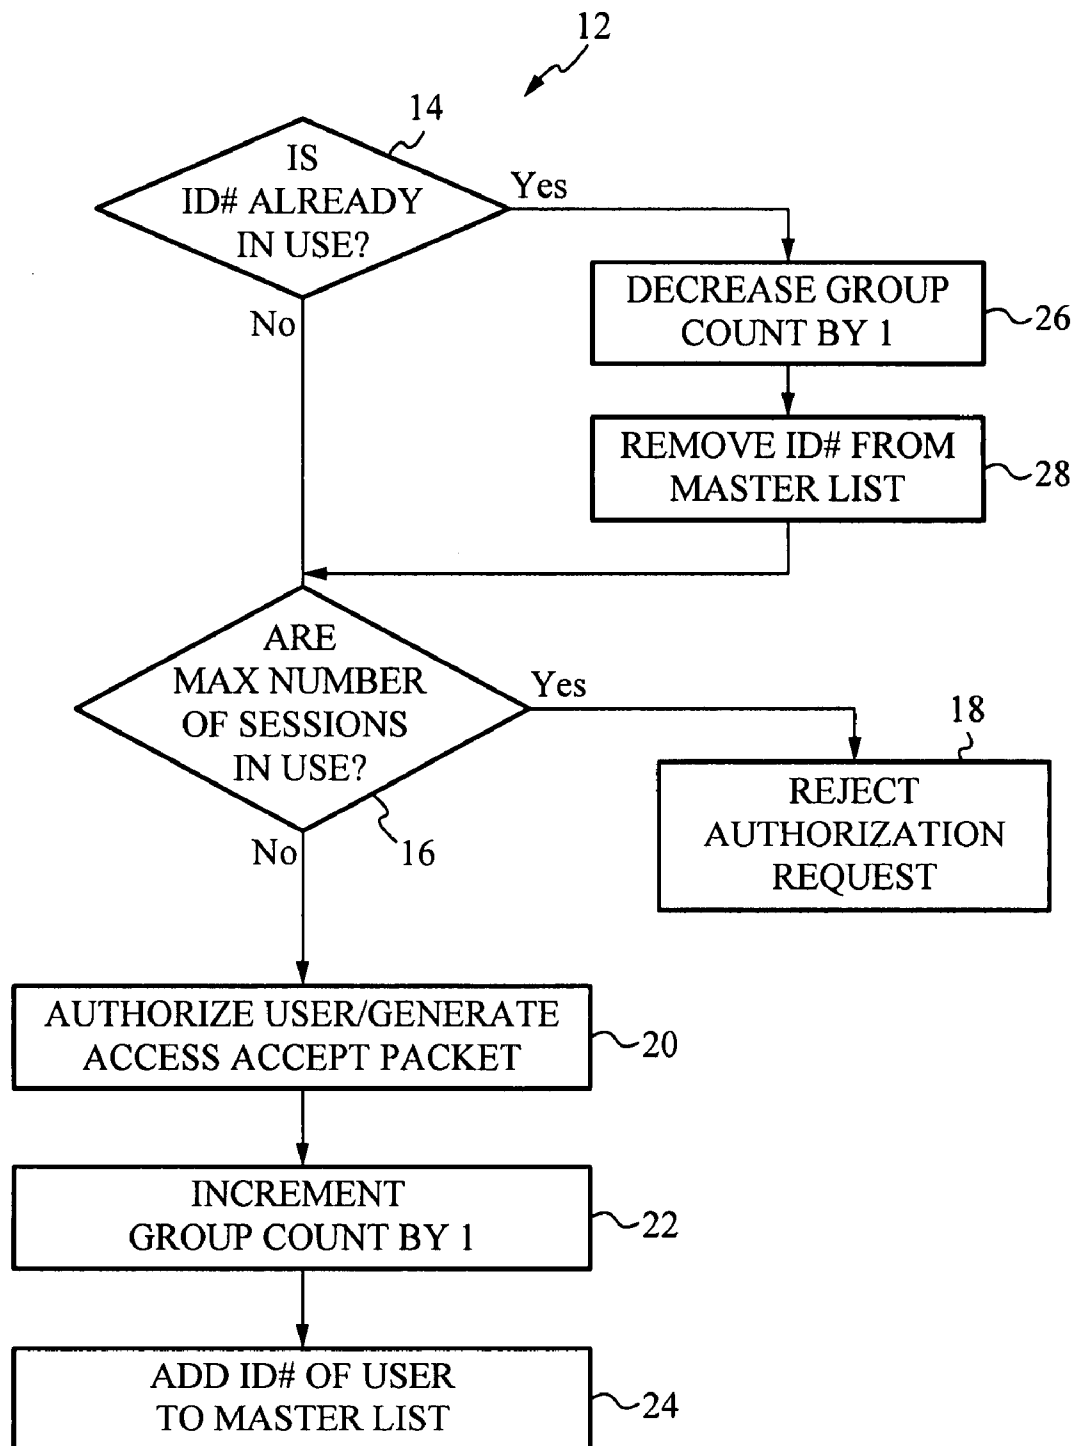 12
14
IS
ID# ALREADY
IN USE?
Yes
No
DECREASE GROUP
COUNT BY 1
26
REMOVE ID# FROM
MASTER LIST
28
ARE
MAX NUMBER
OF SESSIONS
IN USE?
Yes
16
No
18
REJECT
AUTHORIZATION
REQUEST
AUTHORIZE USER/GENERATE
ACCESS ACCEPT PACKET
20
INCREMENT
GROUP COUNT BY 1
22
ADD ID# OF USER
TO MASTER LIST
24